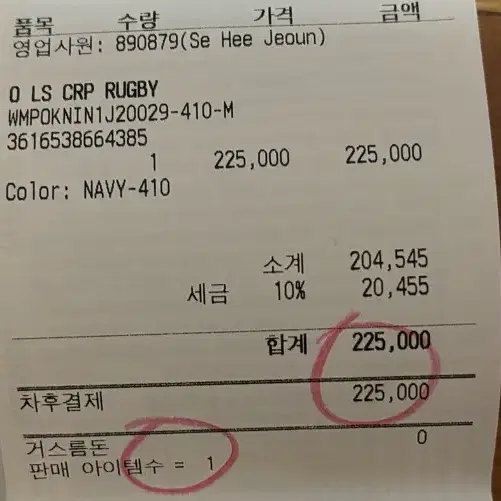 품목 수량 가격 금액
영업사원: 890879(Se Hee Jeoun)
O LS CRP RUGBY
WMPOKNIN1J20029-410-M
3616538664385
1 225,000 225,000
Color: NAVY-410
소계 204,545
세금 10% 20,455
합계 225,000
차후결제 225,000
거스름돈 0
판매 아이템수 = 1